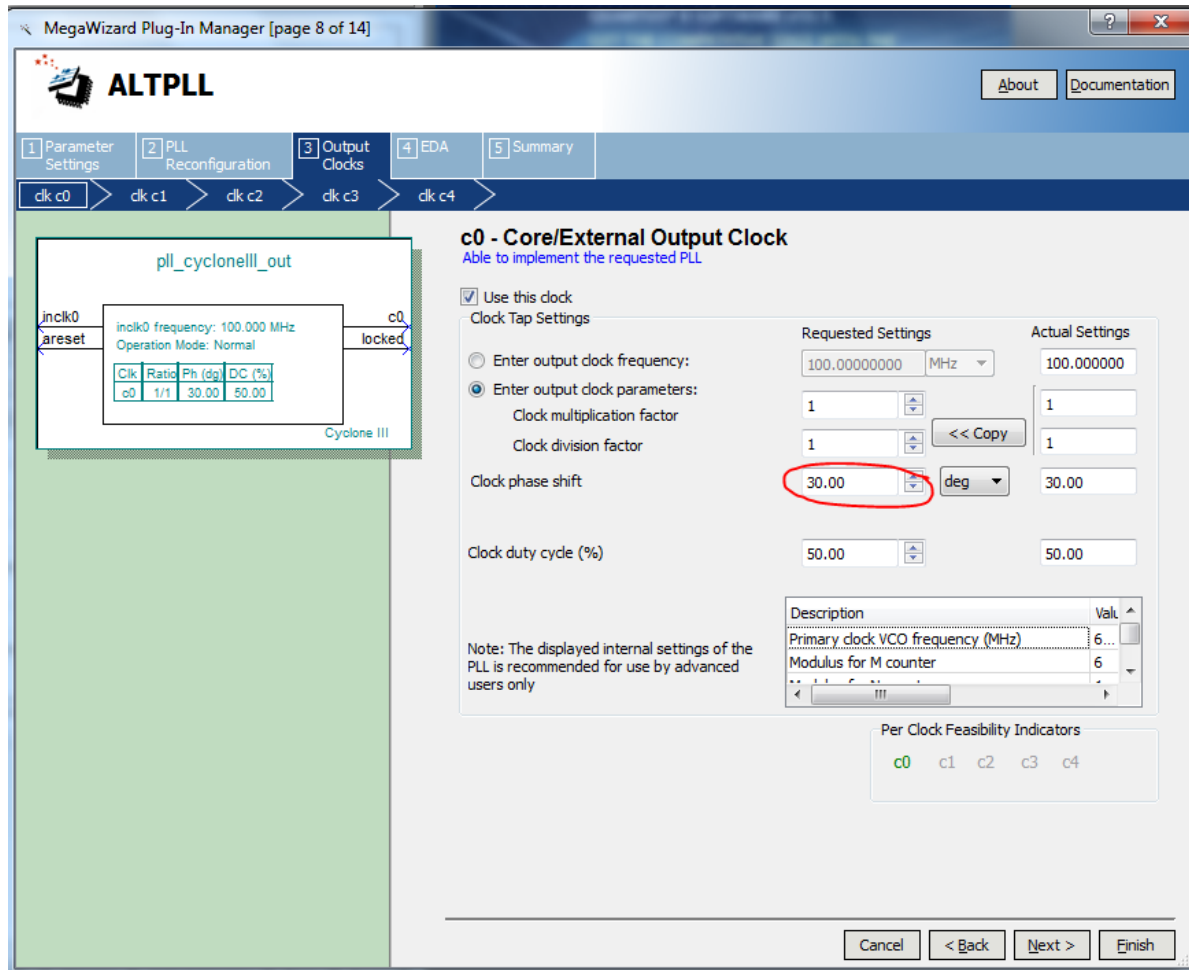 MegaWizard Plug-In Manager [page 8 of 14]
?
X
ALTPLL
About
Documentation
1 Parameter Settings
2 PLL Reconfiguration
3 Output Clocks
4 EDA
5 Summary
clk c0
clk c1
clk c2
clk c3
clk c4
pll_cycloneIII_out
inclk0
areset
c0
locked
inclk0 frequency: 100.000 MHz
Operation Mode: Normal
Clk Ratio Ph (dg) DC (%)
c0 1/1 30.00 50.00
Cyclone III
c0 - Core/External Output Clock
Able to implement the requested PLL
Use this clock
Clock Tap Settings
Requested Settings
Actual Settings
Enter output clock frequency:
100.00000000
MHz
100.000000
Enter output clock parameters:
Clock multiplication factor
1
1
<< Copy
Clock division factor
1
1
Clock phase shift
30.00
deg
30.00
Clock duty cycle (%)
50.00
50.00
Note: The displayed internal settings of the
PLL is recommended for use by advanced
users only
Description
Primary clock VCO frequency (MHz)
6...
Modulus for M counter
6
Per Clock Feasibility Indicators
c0 c1 c2 c3 c4
Cancel
< Back
Next >
Finish